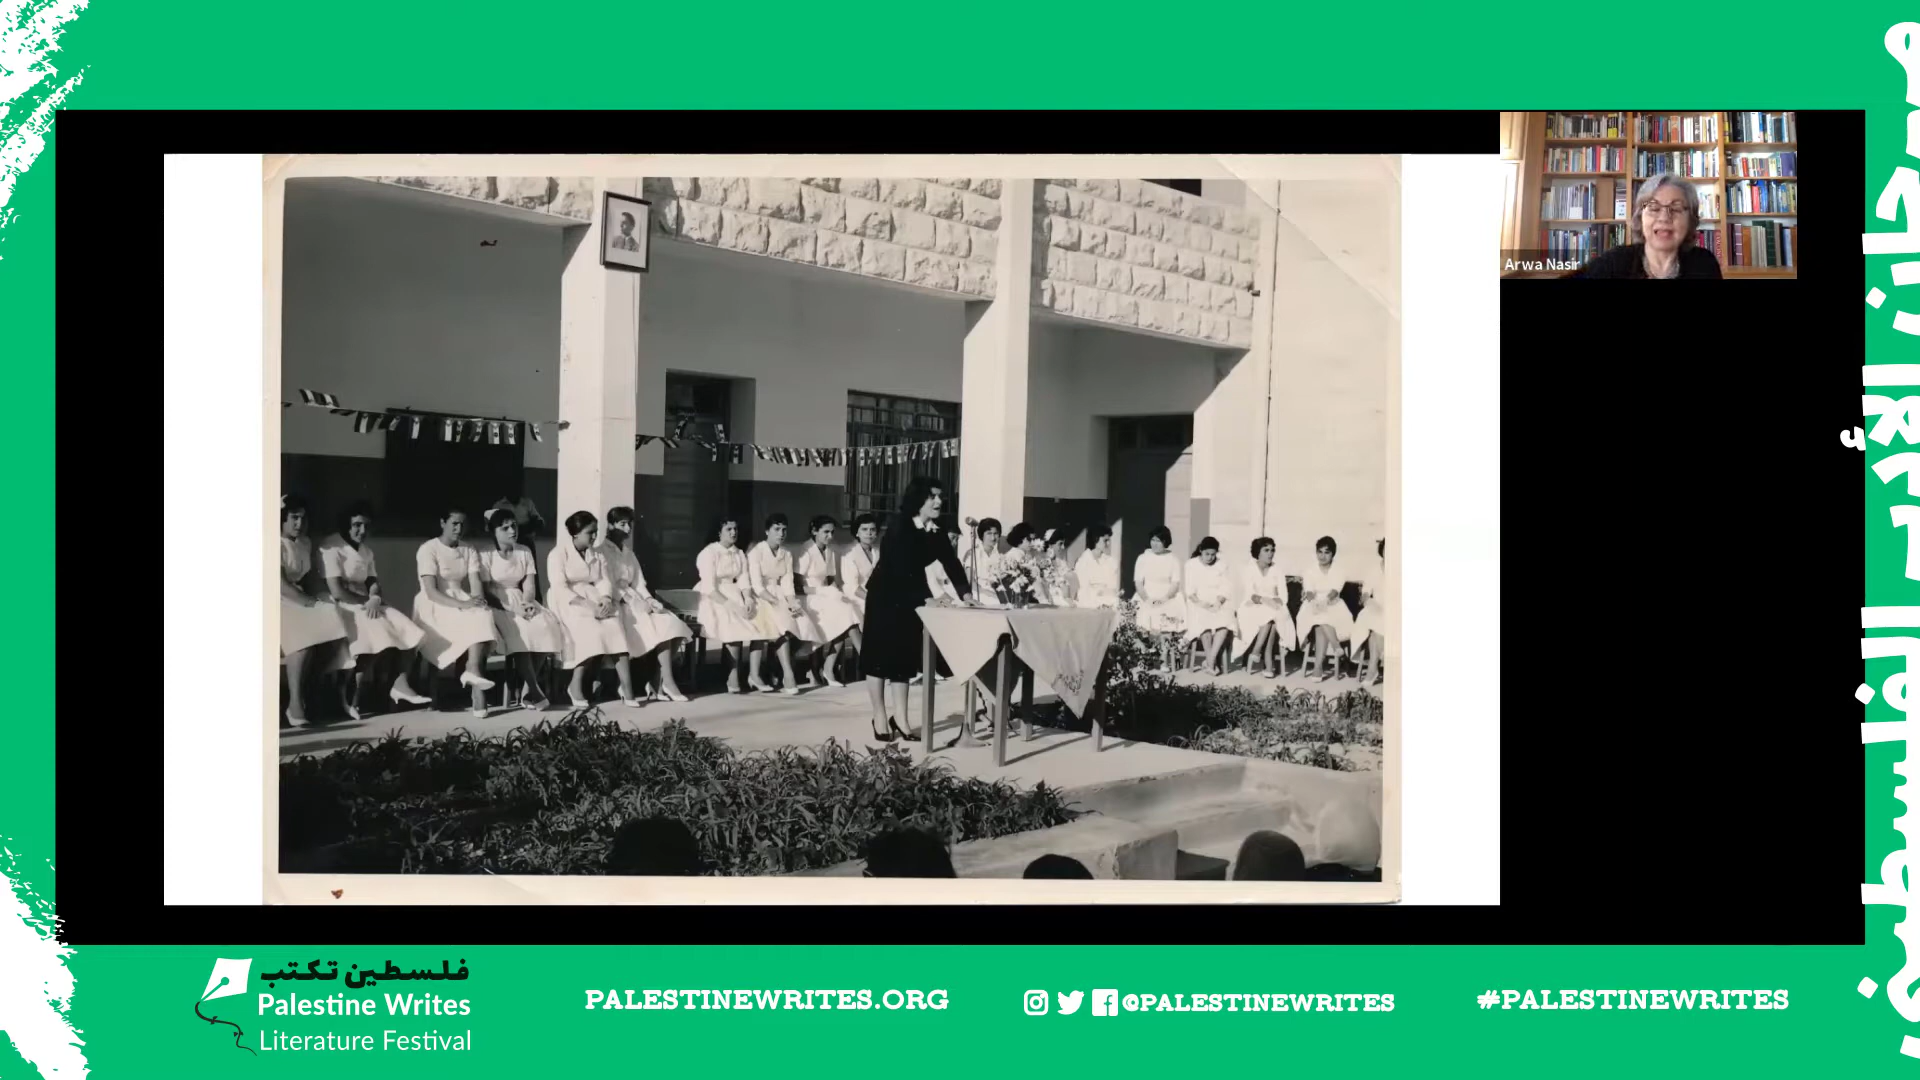 Arwa Nasir
فلسطين تكتب
Palestine Writes
Literature Festival
PALESTINEWRITES.ORG
@PALESTINEWRITES
#PALESTINEWRITES